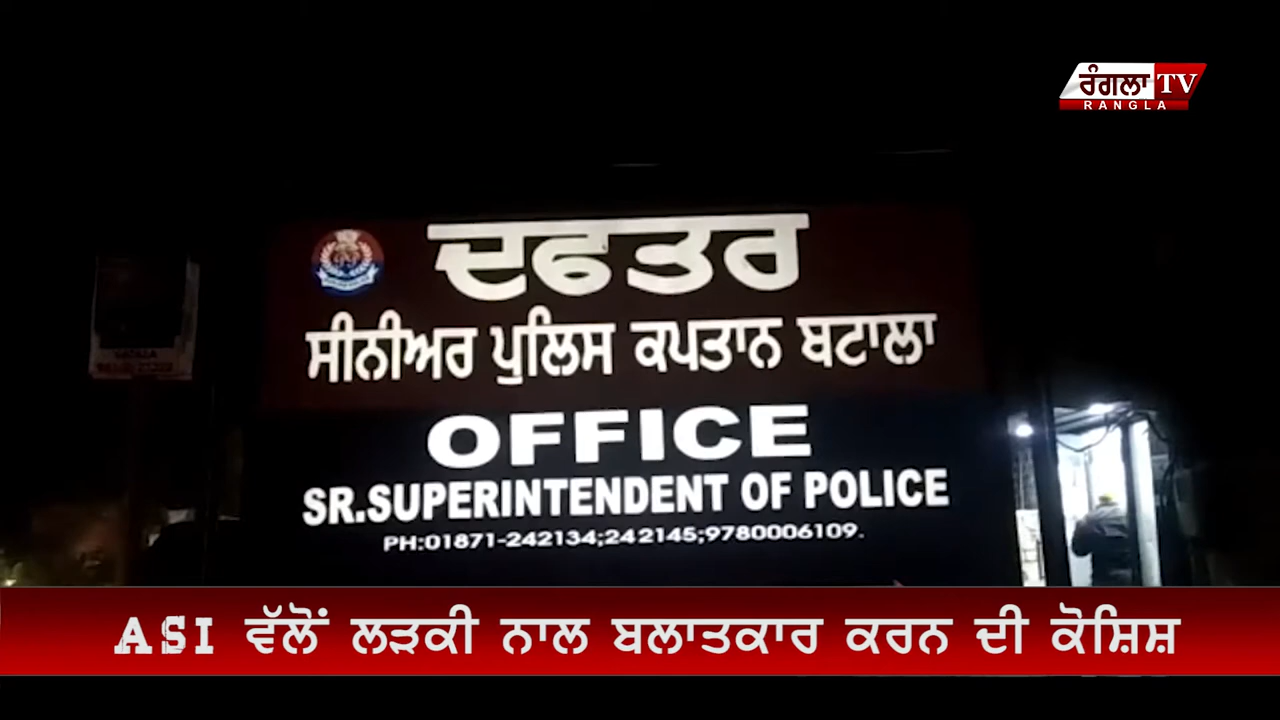 ਰੰਗਲਾ TV
RANGLA
ਦਫਤਰ
ਸੀਨੀਅਰ ਪੁਲਿਸ ਕਪਤਾਨ ਬਟਾਲਾ
OFFICE
SR.SUPERINTENDENT OF POLICE
PH:01871-242134;242145;9780006109.
ASI ਵੱਲੋਂ ਲੜਕੀ ਨਾਲ ਬਲਾਤਕਾਰ ਕਰਨ ਦੀ ਕੋਸ਼ਿਸ਼